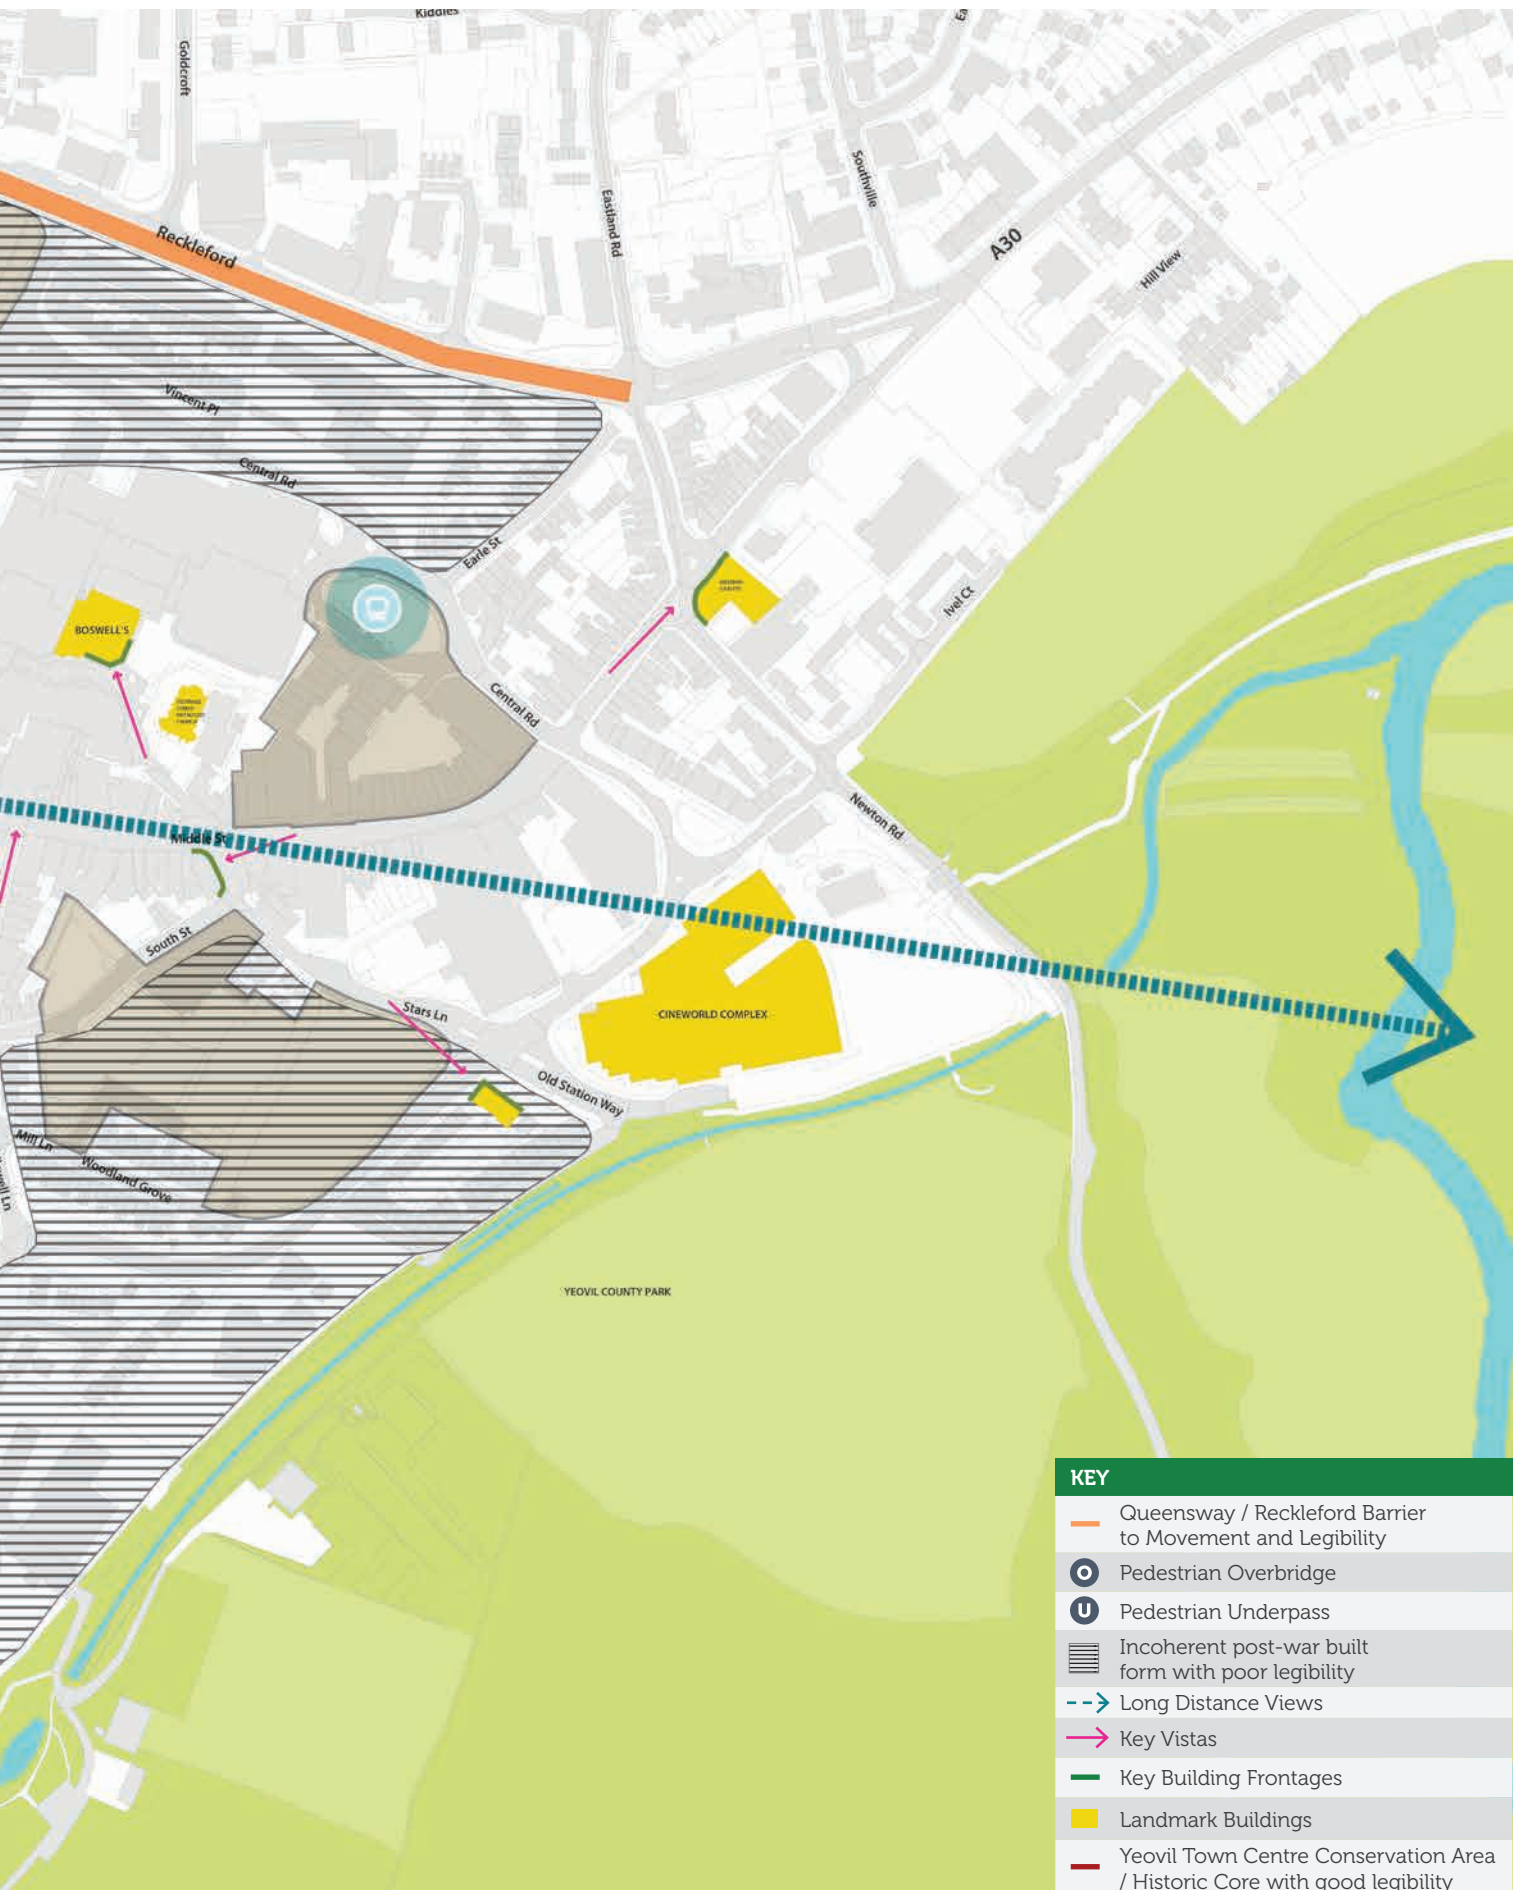 Kiddles
Ea
Goldcroft
Southville
Eastland Rd
Reckleford
A30
Hill View
Vincent Pl
Central Rd
Earle St
Ivel Ct
BOSWELL'S
Central Rd
Newton Rd
Middle St
South St
Stars Ln
CINEWORLD COMPLEX
Old Station Way
Mill Ln
Woodland Grove
well Ln
YEOVIL COUNTY PARK
KEY
Queensway / Reckleford Barrier
to Movement and Legibility
O Pedestrian Overbridge
U Pedestrian Underpass
Incoherent post-war built
form with poor legibility
Long Distance Views
Key Vistas
Key Building Frontages
Landmark Buildings
Yeovil Town Centre Conservation Area
/ Historic Core with good legibility